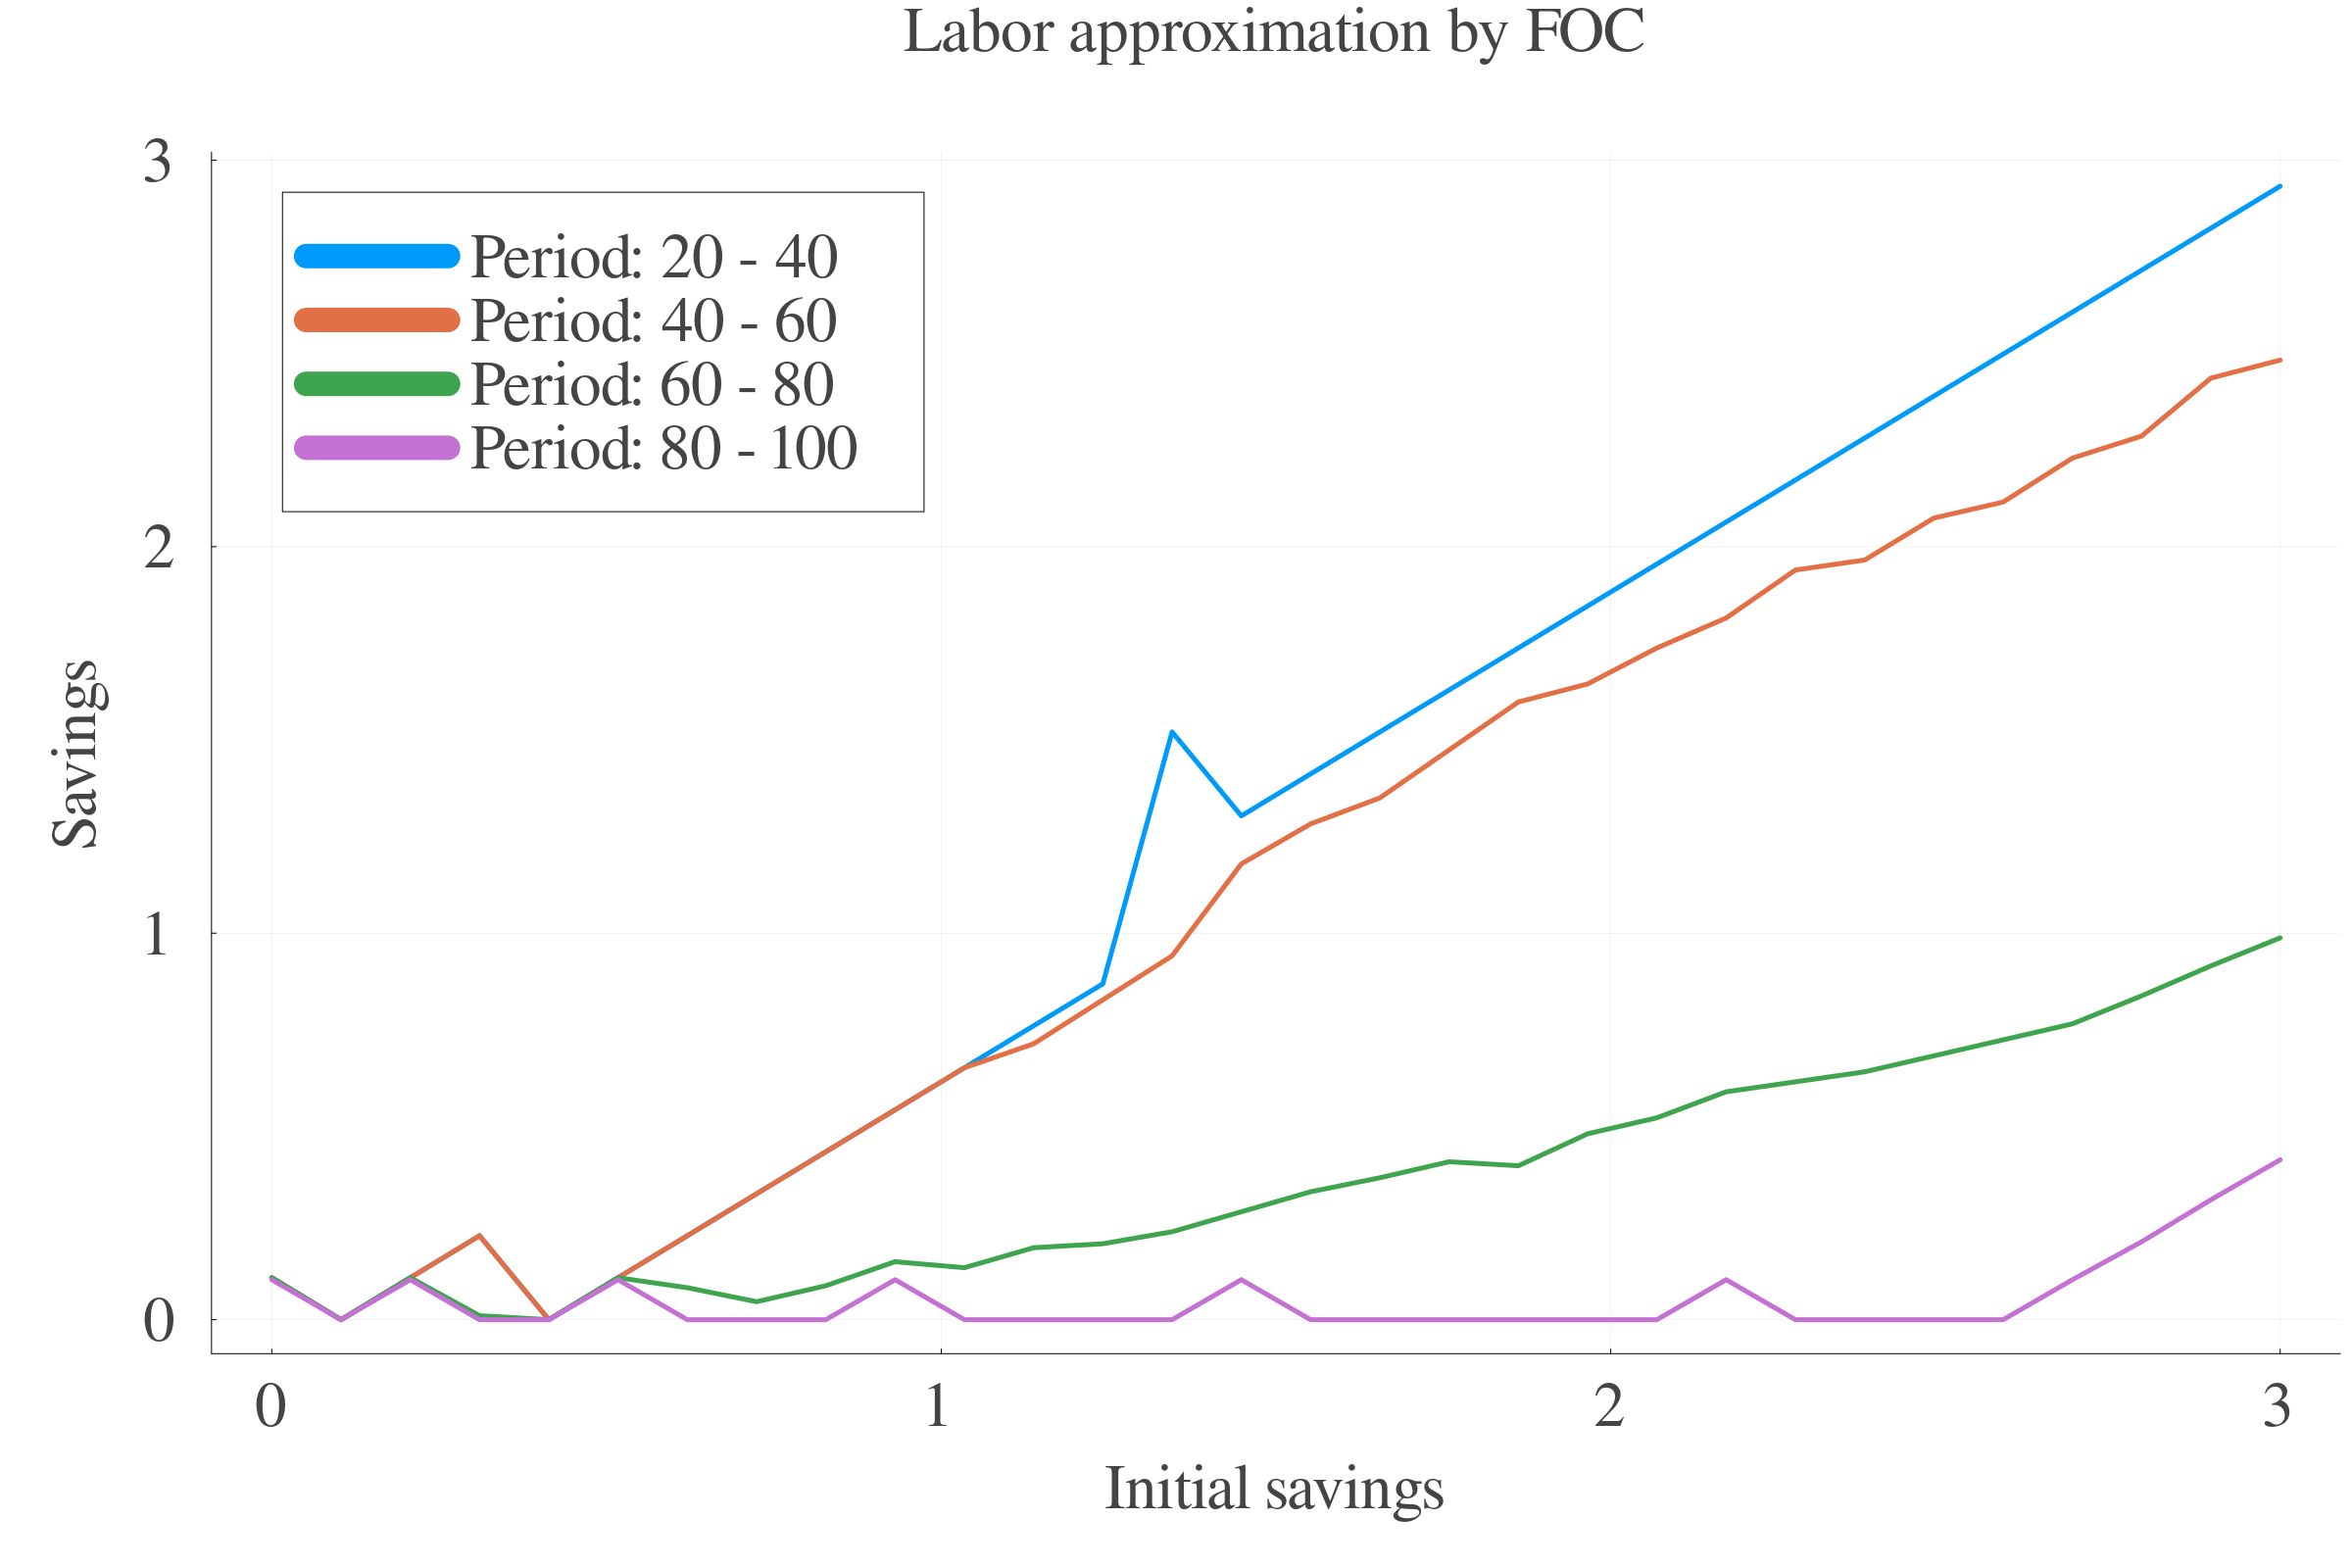 Labor approximation by FOC
3
Period: 20 - 40
Period: 40 - 60
Period: 60 - 80
Period: 80 - 100
2
Savings
1
0
0 1 2 3
Initial savings